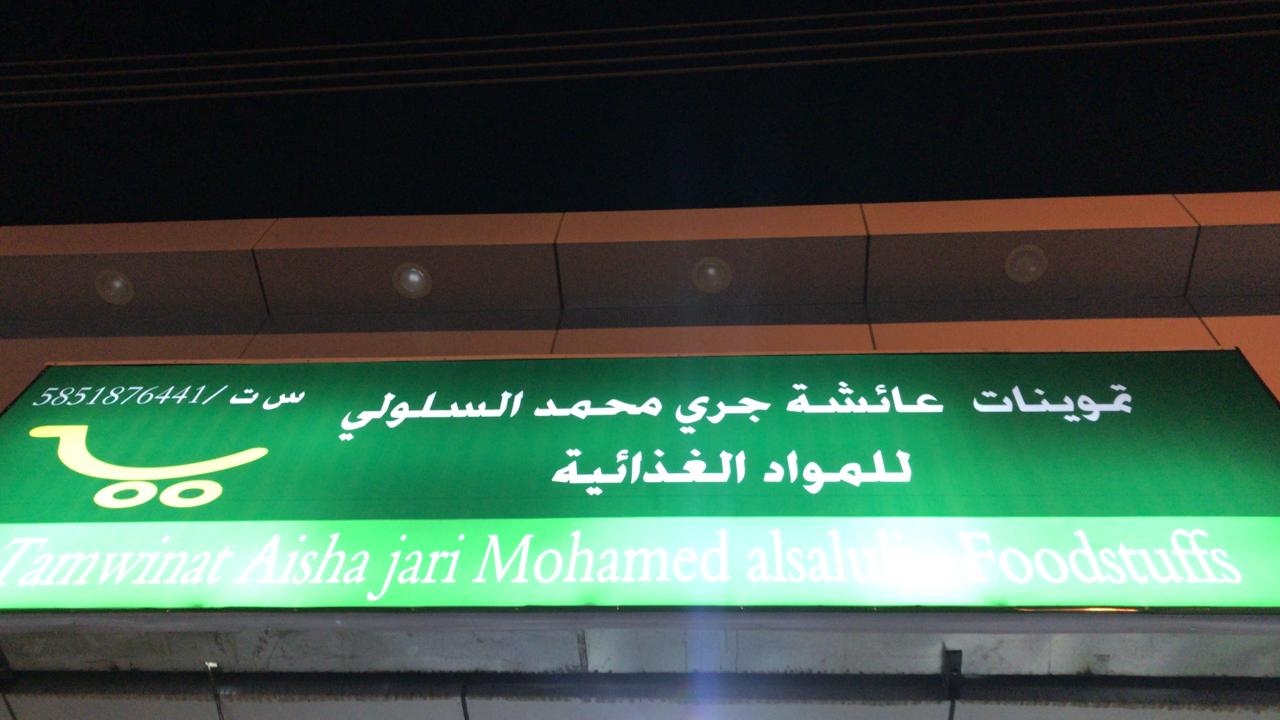 تموينات عائشة جري محمد السلولي
للمواد الغذائية
س ت /5851876441
Tamwinat Aisha jari Mohamed Foodstuffs